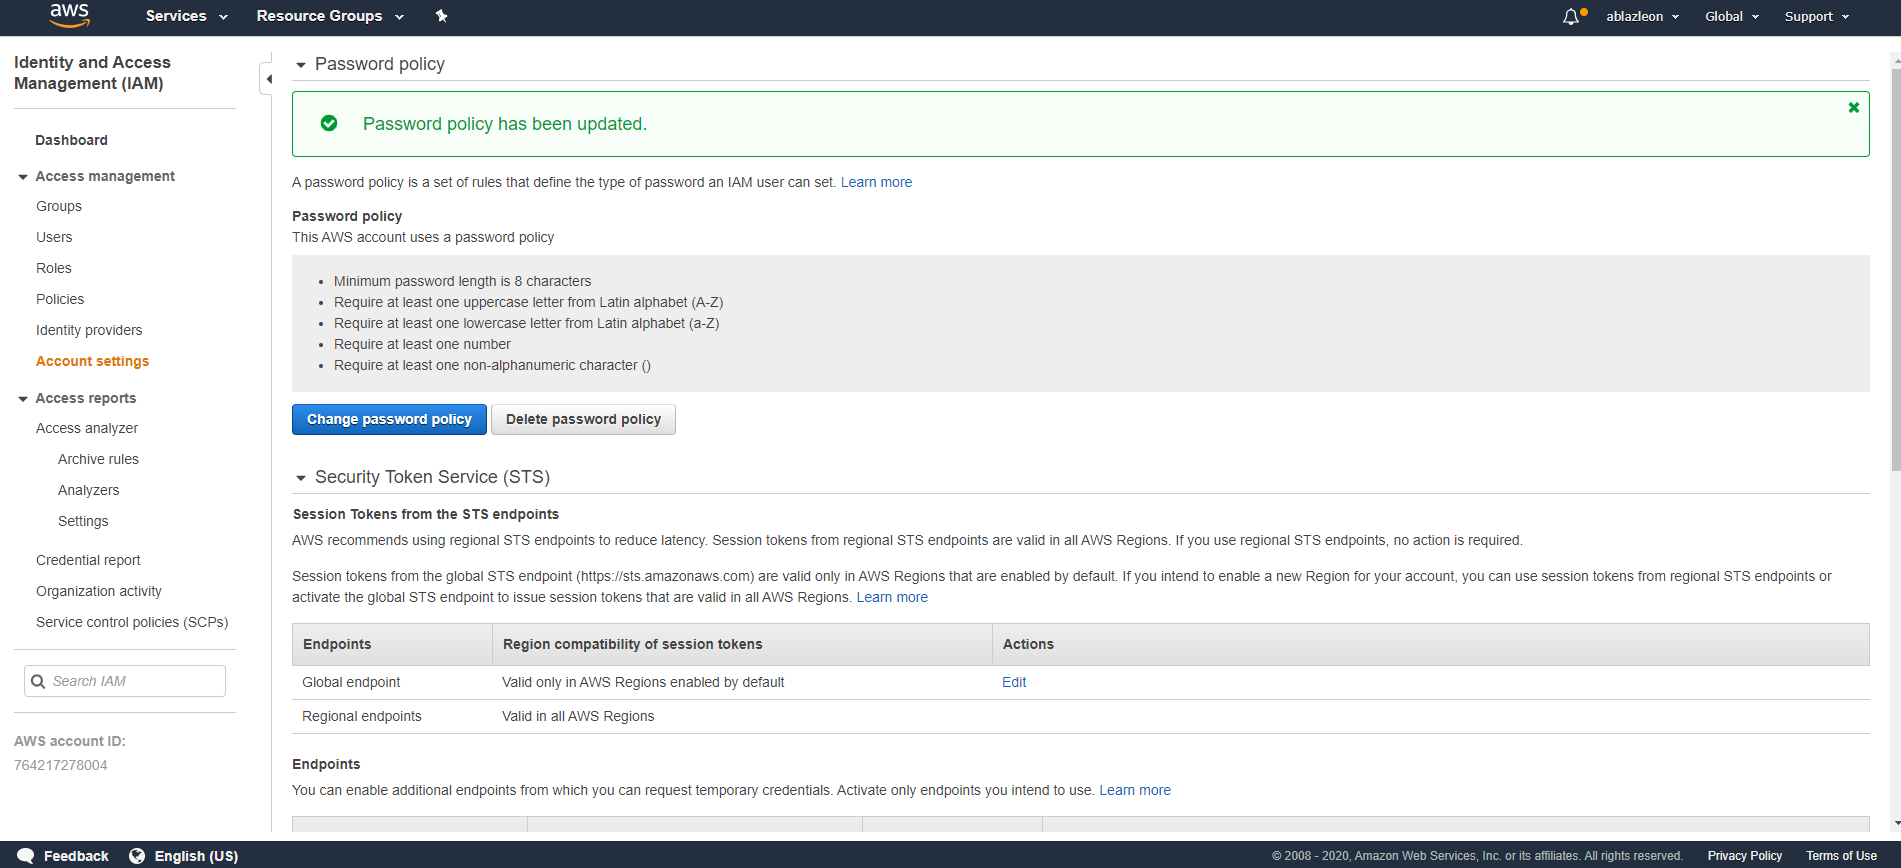 aws
Services
Resource Groups
ablazleon
Global
Support
Identity and Access
Management (IAM)
Dashboard
Access management
Groups
Users
Roles
Policies
Identity providers
Account settings
Access reports
Access analyzer
Archive rules
Analyzers
Settings
Credential report
Organization activity
Service control policies (SCPs)
Search IAM
AWS account ID:
764217278004
Password policy
Password policy has been updated.
A password policy is a set of rules that define the type of password an IAM user can set. Learn more
Password policy
This AWS account uses a password policy
• Minimum password length is 8 characters
• Require at least one uppercase letter from Latin alphabet (A-Z)
• Require at least one lowercase letter from Latin alphabet (a-Z)
• Require at least one number
• Require at least one non-alphanumeric character ()
Change password policy
Delete password policy
Security Token Service (STS)
Session Tokens from the STS endpoints
AWS recommends using regional STS endpoints to reduce latency. Session tokens from regional STS endpoints are valid in all AWS Regions. If you use regional STS endpoints, no action is required.
Session tokens from the global STS endpoint (https://sts.amazonaws.com) are valid only in AWS Regions that are enabled by default. If you intend to enable a new Region for your account, you can use session tokens from regional STS endpoints or
activate the global STS endpoint to issue session tokens that are valid in all AWS Regions. Learn more
Endpoints Region compatibility of session tokens Actions
Global endpoint Valid only in AWS Regions enabled by default Edit
Regional endpoints Valid in all AWS Regions
Endpoints
You can enable additional endpoints from which you can request temporary credentials. Activate only endpoints you intend to use. Learn more
Feedback
English (US)
© 2008 - 2020, Amazon Web Services, Inc. or its affiliates. All rights reserved.
Privacy Policy
Terms of Use